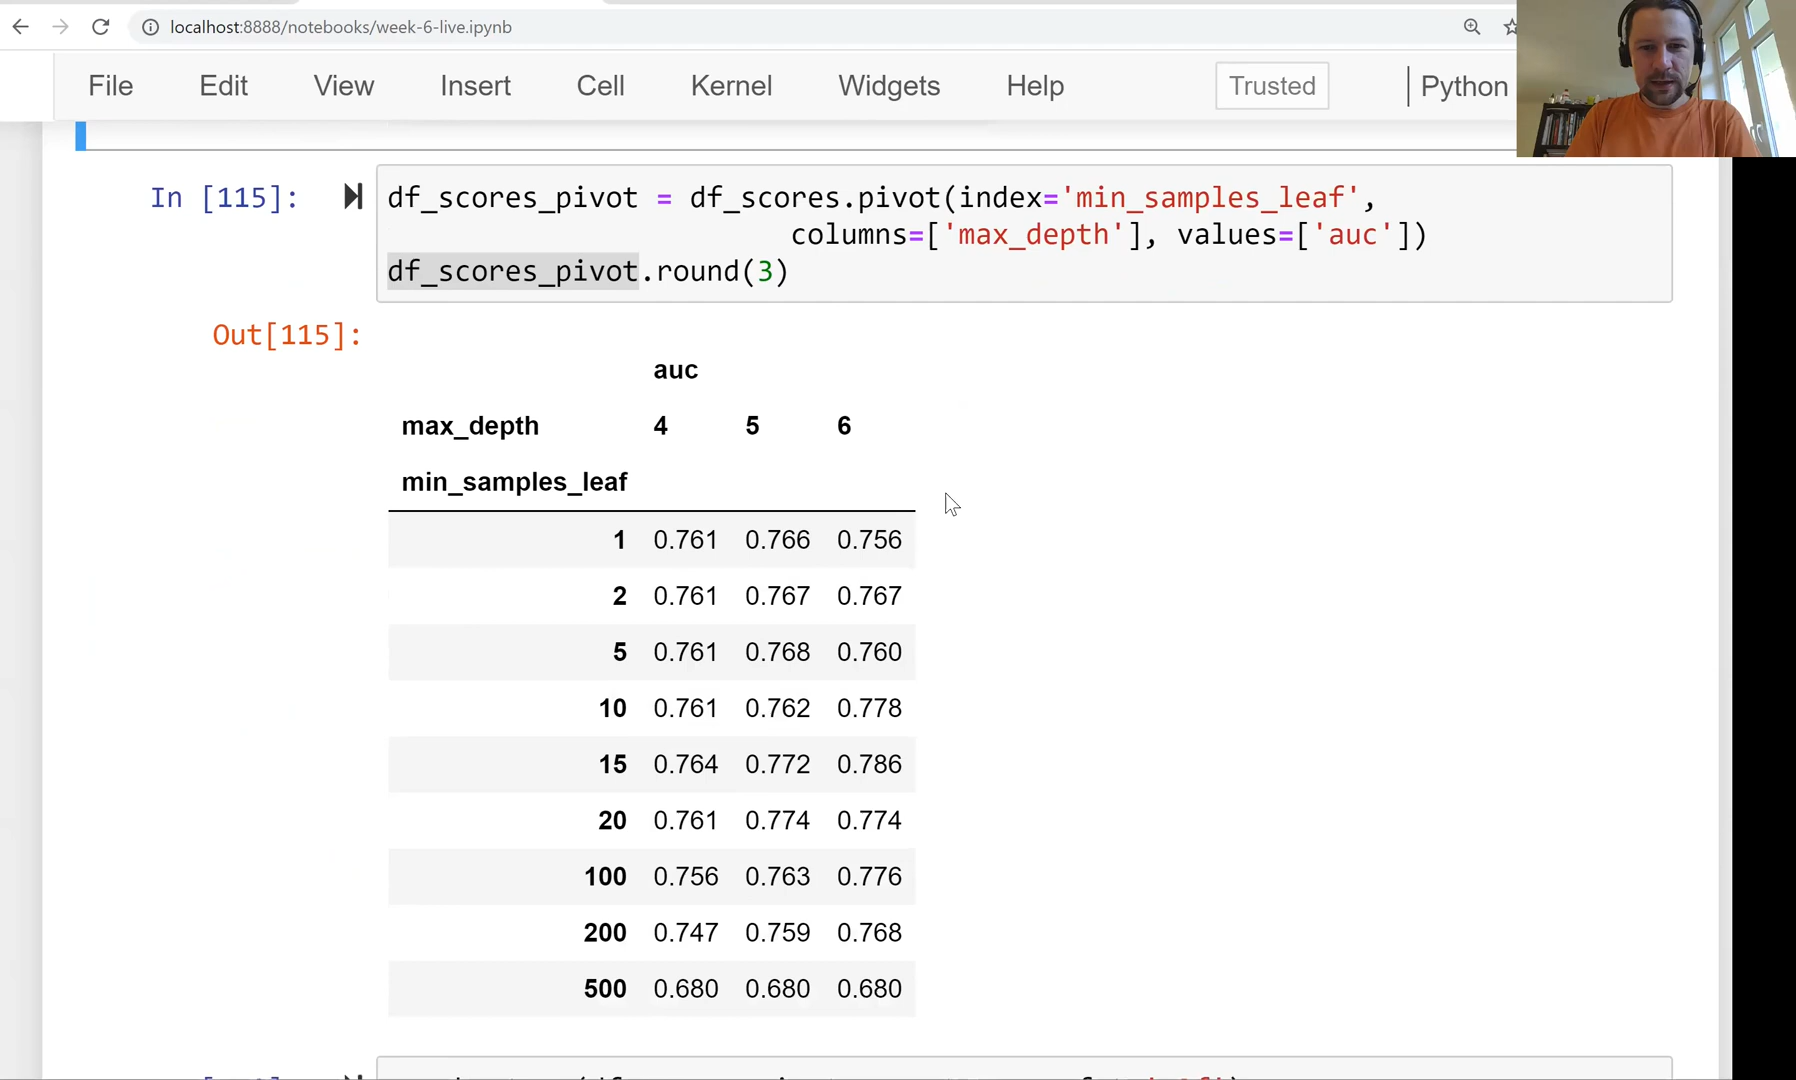 localhost:8888/notebooks/week-6-live.ipynb
File Edit View Insert Cell Kernel Widgets Help Trusted Python
In [115]: df_scores_pivot = df_scores.pivot(index='min_samples_leaf',
columns=['max_depth'], values=['auc'])
df_scores_pivot.round(3)
Out[115]:
auc
max_depth 4 5 6
min_samples_leaf
1 0.761 0.766 0.756
2 0.761 0.767 0.767
5 0.761 0.768 0.760
10 0.761 0.762 0.778
15 0.764 0.772 0.786
20 0.761 0.774 0.774
100 0.756 0.763 0.776
200 0.747 0.759 0.768
500 0.680 0.680 0.680